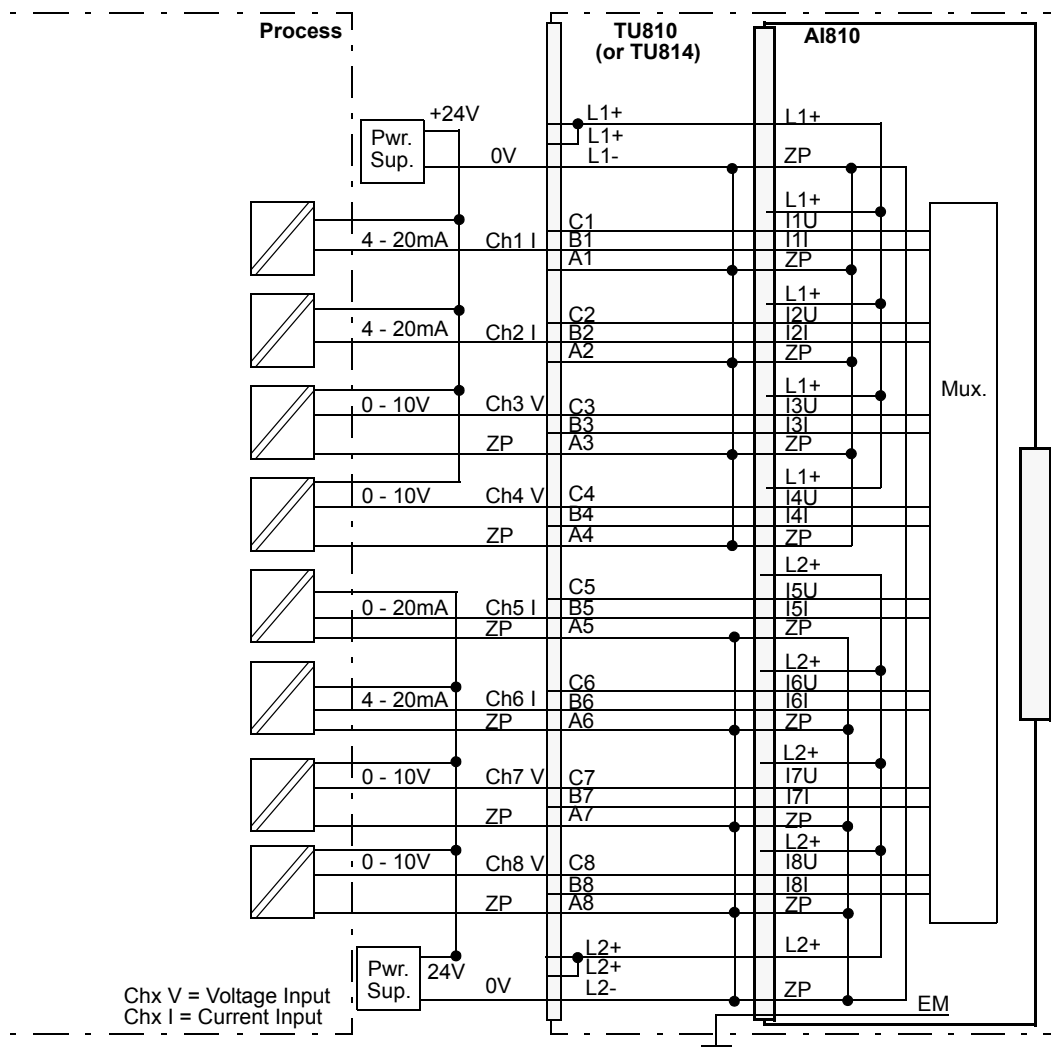 Process
TU810
(or TU814)
AI810
+24V
Pwr.
Sup.
0V
L1+
L1+
L1-
L1+
ZP
4 - 20mA
Ch1 I
C1
B1
A1
L1+
I1U
I1I
ZP
4 - 20mA
Ch2 I
C2
B2
A2
L1+
I2U
I2I
ZP
0 - 10V
Ch3 V
ZP
C3
B3
A3
L1+
I3U
I3I
ZP
Mux.
0 - 10V
Ch4 V
ZP
C4
B4
A4
L1+
I4U
I4I
ZP
0 - 20mA
Ch5 I
ZP
C5
B5
A5
L2+
I5U
I5I
ZP
4 - 20mA
Ch6 I
ZP
C6
B6
A6
L2+
I6U
I6I
ZP
0 - 10V
Ch7 V
ZP
C7
B7
A7
L2+
I7U
I7I
ZP
0 - 10V
Ch8 V
ZP
C8
B8
A8
L2+
I8U
I8I
ZP
Pwr.
Sup.
24V
0V
L2+
L2+
L2-
L2+
ZP
EM
Chx V = Voltage Input
Chx I = Current Input